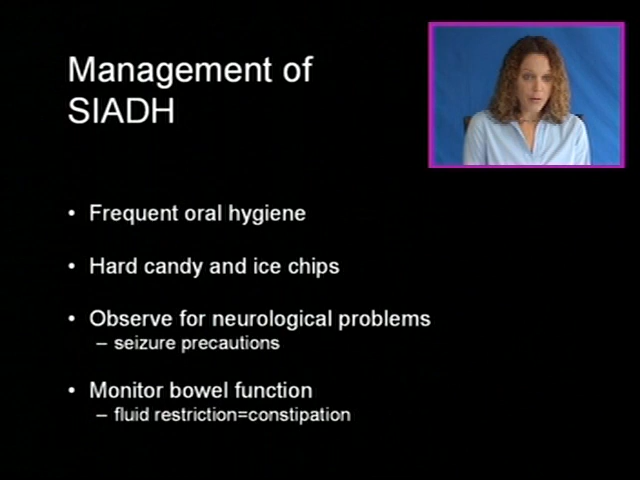 Management of
SIADH
• Frequent oral hygiene
• Hard candy and ice chips
• Observe for neurological problems
– seizure precautions
• Monitor bowel function
– fluid restriction=constipation